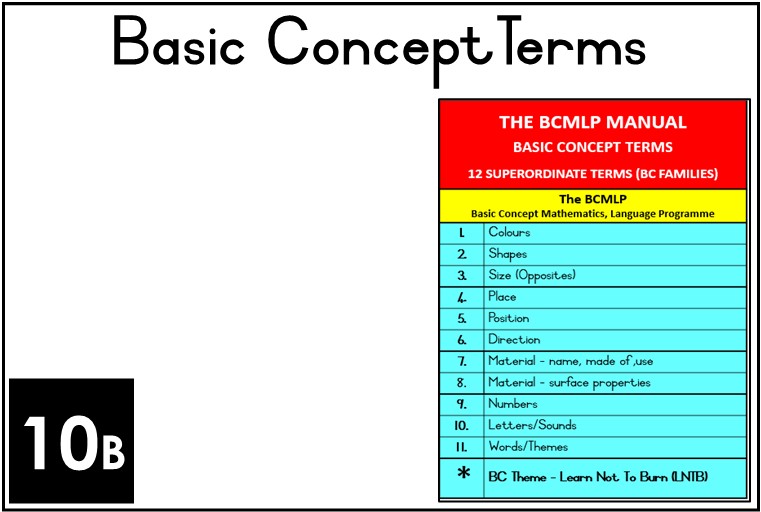 Basic Concept Terms
THE BCMLP MANUAL
BASIC CONCEPT TERMS
12 SUPERORDINATE TERMS (BC FAMILIES)
The BCMLP
Basic Concept Mathematics, Language Programme
1. Colours
2. Shapes
3. Size (Opposites)
4. Place
5. Position
6. Direction
7. Material - name, made of,use
8. Material - surface properties
9. Numbers
10. Letters/Sounds
11. Words/Themes
* BC Theme - Learn Not To Burn (LNTB)
10B